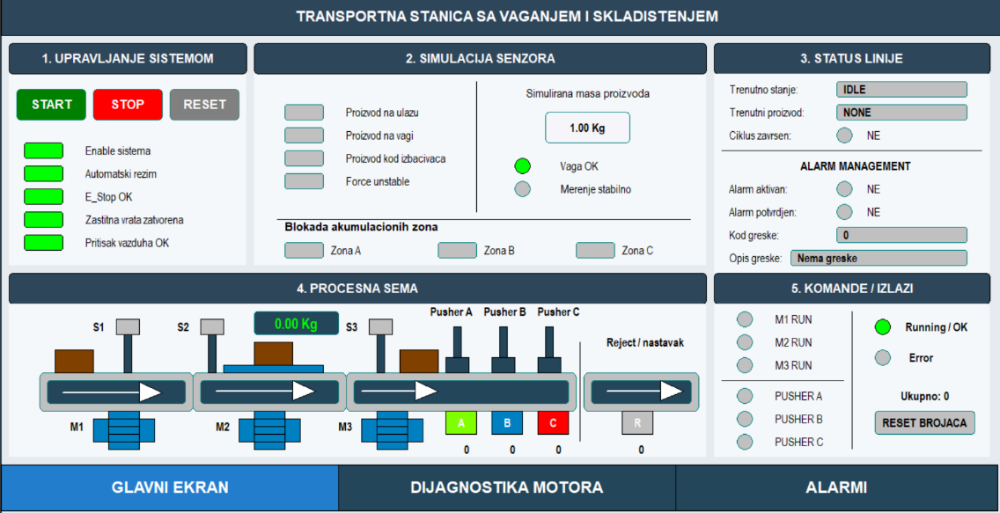 TRANSPORTNA STANICA SA VAGANJEM I SKLADISTENJEM
1. UPRAVLJANJE SISTEMOM
START STOP RESET
Enable sistema
Automatski rezim
E_Stop OK
Zastitna vrata zatvorena
Pritisak vazduha OK
2. SIMULACIJA SENZORA
Proizvod na ulazu
Proizvod na vagi
Proizvod kod izbacivaca
Force unstable
Simulirana masa proizvoda
1.00 Kg
Vaga OK
Merenje stabilno
Blokada akumulacionih zona
Zona A Zona B Zona C
3. STATUS LINIJE
Trenutno stanje: IDLE
Trenutni proizvod: NONE
Ciklus zavrsen: NE
ALARM MANAGEMENT
Alarm aktivan: NE
Alarm potvrdjen: NE
Kod greske: 0
Opis greske: Nema greske
4. PROCESNA SEMA
Pusher A Pusher B Pusher C
S1 S2 0.00 Kg S3
Reject / nastavak
M1 M2 M3 A B C R
0 0 0 0
5. KOMANDE / IZLAZI
M1 RUN
M2 RUN
M3 RUN
PUSHER A
PUSHER B
PUSHER C
Running / OK
Error
Ukupno: 0
RESET BROJACA
GLAVNI EKRAN DIJAGNOSTIKA MOTORA ALARMI